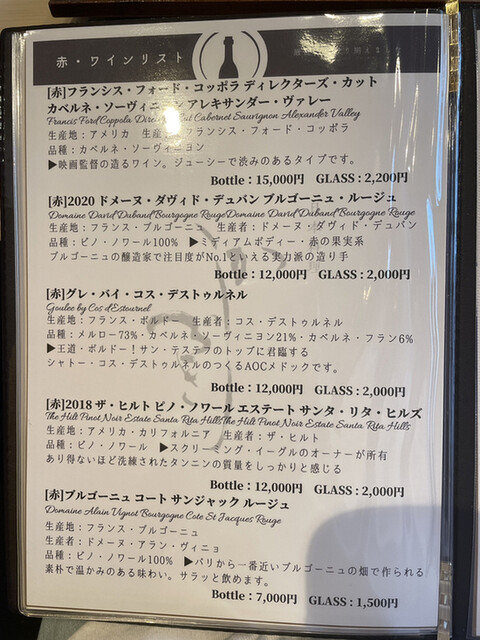 赤・ワインリスト
[赤]フランシス・フォード・コッポラ ディレクターズ・カット
カベルネ・ソーヴィニヨン アレキサンダー・ヴァレー
Francis Ford Coppola Director's Cut Cabernet Sauvignon Alexander Valley
生産地：アメリカ 生産者：フランシス・フォード・コッポラ
品種：カベルネ・ソーヴィニヨン
▶映画監督の造るワイン。ジューシーで渋みのあるタイプです。
Bottle：15,000円 GLASS : 2,200円
[赤]2020 ドメーヌ・ダヴィド・デュバン ブルゴーニュ・ルージュ
Domaine David Duband Bourgogne RougeDomaine David Duband Bourgogne Rouge
生産地：フランス・ブルゴーニュ 生産者：ドメーヌ・ダヴィド・デュバン
品種：ピノ・ノワール100% ▶ミディアムボディー・赤の果実系
ブルゴーニュの醸造家で注目度がNo.1といえる実力派の造り手
Bottle：12,000円 GLASS : 2,000円
[赤]グレ・バイ・コス・デストゥルネル
Goulee by Cos d'Estournel
生産地：フランス・ボルドー 生産者：コス・デストゥルネル
品種：メルロー73%・カベルネ・ソーヴィニヨン21%・カベルネ・フラン6%
▶王道・ボルドー！サン・テステフのトップに君臨する
シャトー・コス・デストゥルネルのつくるAOCメドックです。
Bottle：12,000円 GLASS : 2,000円
[赤]2018 ザ・ヒルト ピノ・ノワール エステート サンタ・リタ・ヒルズ
The Hilt Pinot Noir Estate Santa Rita HillsThe Hilt Pinot Noir Estate Santa Rita Hills
生産地：アメリカ・カリフォルニア 生産者：ザ・ヒルト
品種：ピノ・ノワール ▶スクリーミング・イーグルのオーナーが所有
あり得ないほど洗練されたタンニンの質量をしっかりと感じる
Bottle：12,000円 GLASS : 2,000円
[赤]ブルゴーニュ コート サンジャック ルージュ
Domaine Alain Vignot Bourgogne Cote St Jacques Rouge
生産地：フランス・ブルゴーニュ
生産者：ドメーヌ・アラン・ヴィニョ
品種：ピノ・ノワール100% ▶パリから一番近いブルゴーニュの畑で作られる
素朴で温かみのある味わい。サラッと飲めます。
Bottle：7,000円 GLASS : 1,500円